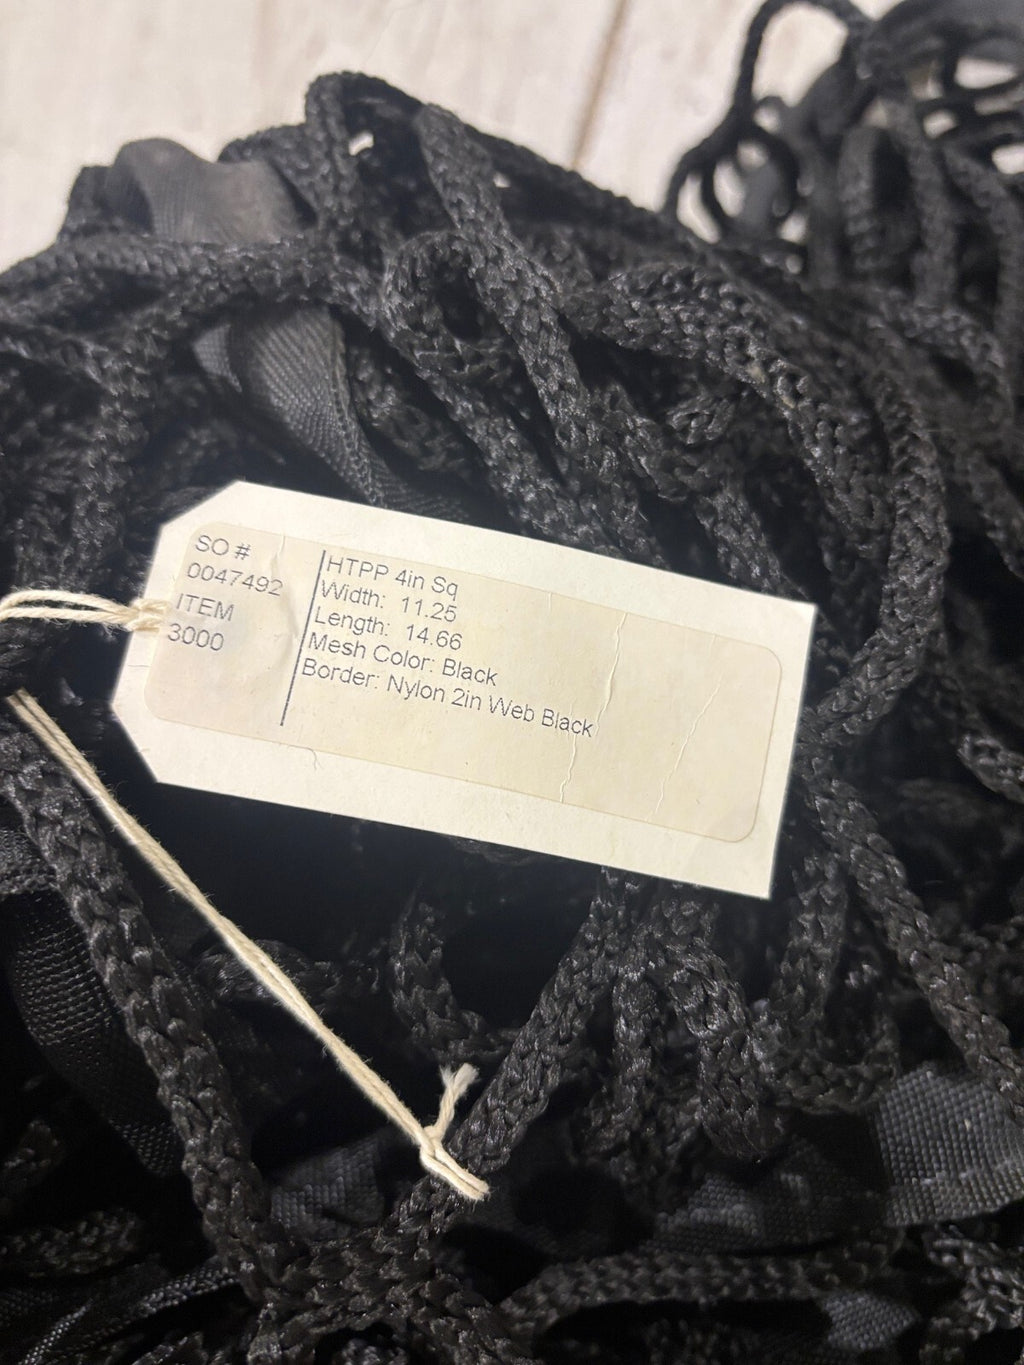 SO #
0047492
ITEM
3000
HTPP 4in Sq
Width: 11.25
Length: 14.66
Mesh Color: Black
Border: Nylon 2in Web Black